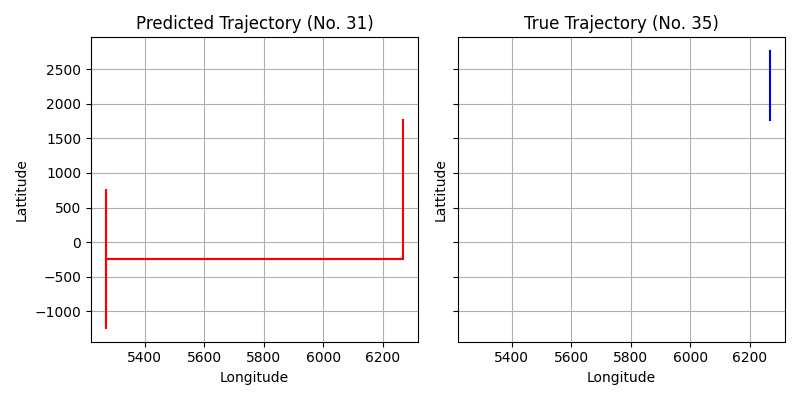 Predicted Trajectory (No. 31)
True Trajectory (No. 35)
Lattitude
2500
2000
1500
1000
500
0
−500
−1000
5400 5600 5800 6000 6200
Longitude
Lattitude
5400 5600 5800 6000 6200
Longitude